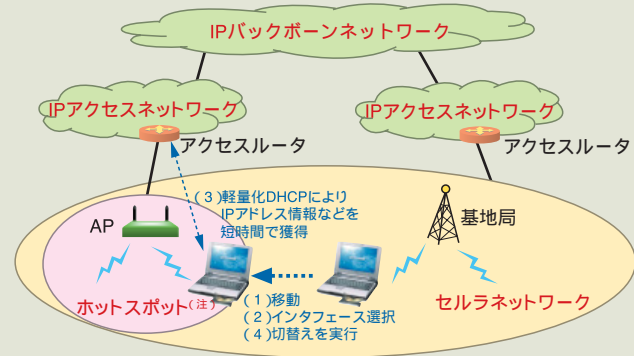 IPバックボーンネットワーク
IPアクセスネットワーク
IPアクセスネットワーク
アクセスルータ
アクセスルータ
(3)軽量化DHCPにより
IPアドレス情報などを
短時間で獲得
AP
基地局
ホットスポット(注)
(1)移動
(2)インタフェース選択
(4)切替えを実行
セルラネットワーク